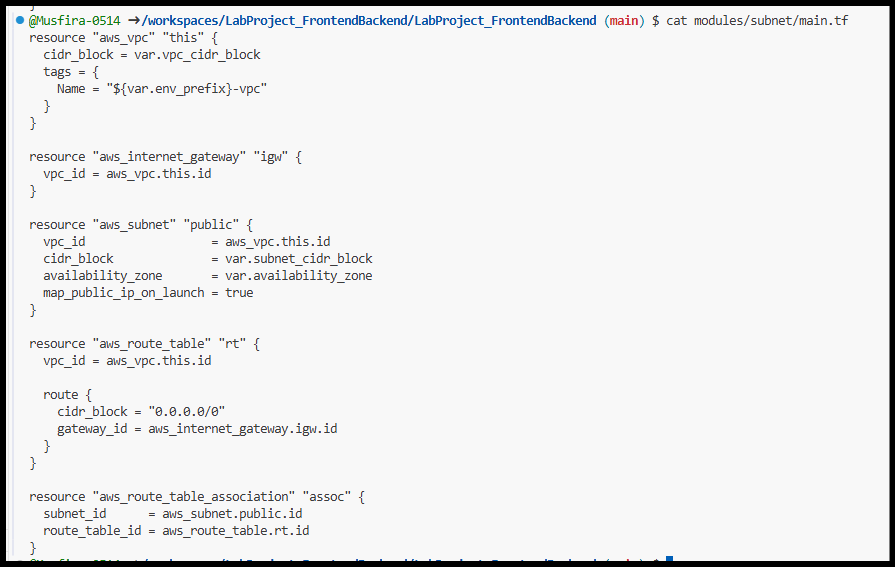 @Musfira-0514 ➜/workspaces/LabProject_FrontendBackend/LabProject_FrontendBackend (main) $ cat modules/subnet/main.tf
resource "aws_vpc" "this" {
  cidr_block = var.vpc_cidr_block
  tags = {
    Name = "${var.env_prefix}-vpc"
  }
}

resource "aws_internet_gateway" "igw" {
  vpc_id = aws_vpc.this.id
}

resource "aws_subnet" "public" {
  vpc_id                  = aws_vpc.this.id
  cidr_block              = var.subnet_cidr_block
  availability_zone       = var.availability_zone
  map_public_ip_on_launch = true
}

resource "aws_route_table" "rt" {
  vpc_id = aws_vpc.this.id

  route {
    cidr_block = "0.0.0.0/0"
    gateway_id = aws_internet_gateway.igw.id
  }
}

resource "aws_route_table_association" "assoc" {
  subnet_id      = aws_subnet.public.id
  route_table_id = aws_route_table.rt.id
}